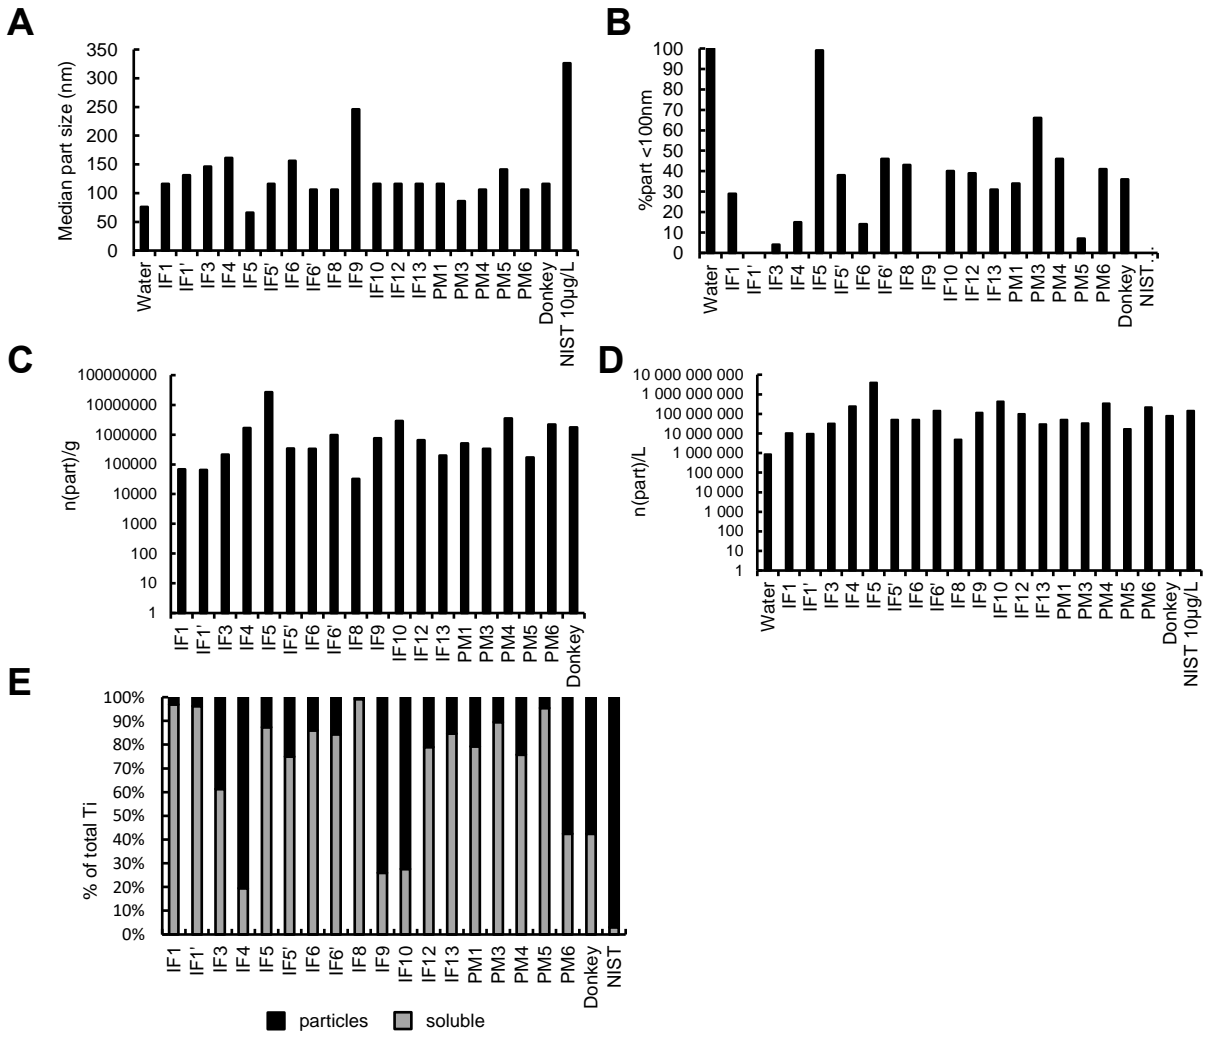 A
Median part size (nm)
350
300
250
200
150
100
50
0
Water IF1 IF1' IF3 IF4 IF5 IF5' IF6 IF6' IF8 IF9 IF10 IF12 IF13 PM1 PM3 PM4 PM5 PM6 Donkey NIST 10µg/L
B
%part <100nm
100
90
80
70
60
50
40
30
20
10
0
Water IF1 IF1' IF3 IF4 IF5 IF5' IF6 IF6' IF8 IF9 IF10 IF12 IF13 PM1 PM3 PM4 PM5 PM6 Donkey NIST…
C
n(part)/g
100000000
10000000
1000000
100000
10000
1000
100
10
1
IF1 IF1' IF3 IF4 IF5 IF5' IF6 IF6' IF8 IF9 IF10 IF12 IF13 PM1 PM3 PM4 PM5 PM6 Donkey
D
n(part)/L
10 000 000 000
1 000 000 000
100 000 000
10 000 000
1 000 000
100 000
10 000
1 000
100
10
1
Water IF1 IF1' IF3 IF4 IF5 IF5' IF6 IF6' IF8 IF9 IF10 IF12 IF13 PM1 PM3 PM4 PM5 PM6 Donkey NIST 10µg/L
E
% of total Ti
100%
90%
80%
70%
60%
50%
40%
30%
20%
10%
0%
IF1 IF1' IF3 IF4 IF5 IF5' IF6 IF6' IF8 IF9 IF10 IF12 IF13 PM1 PM3 PM4 PM5 PM6 Donkey NIST
particles soluble